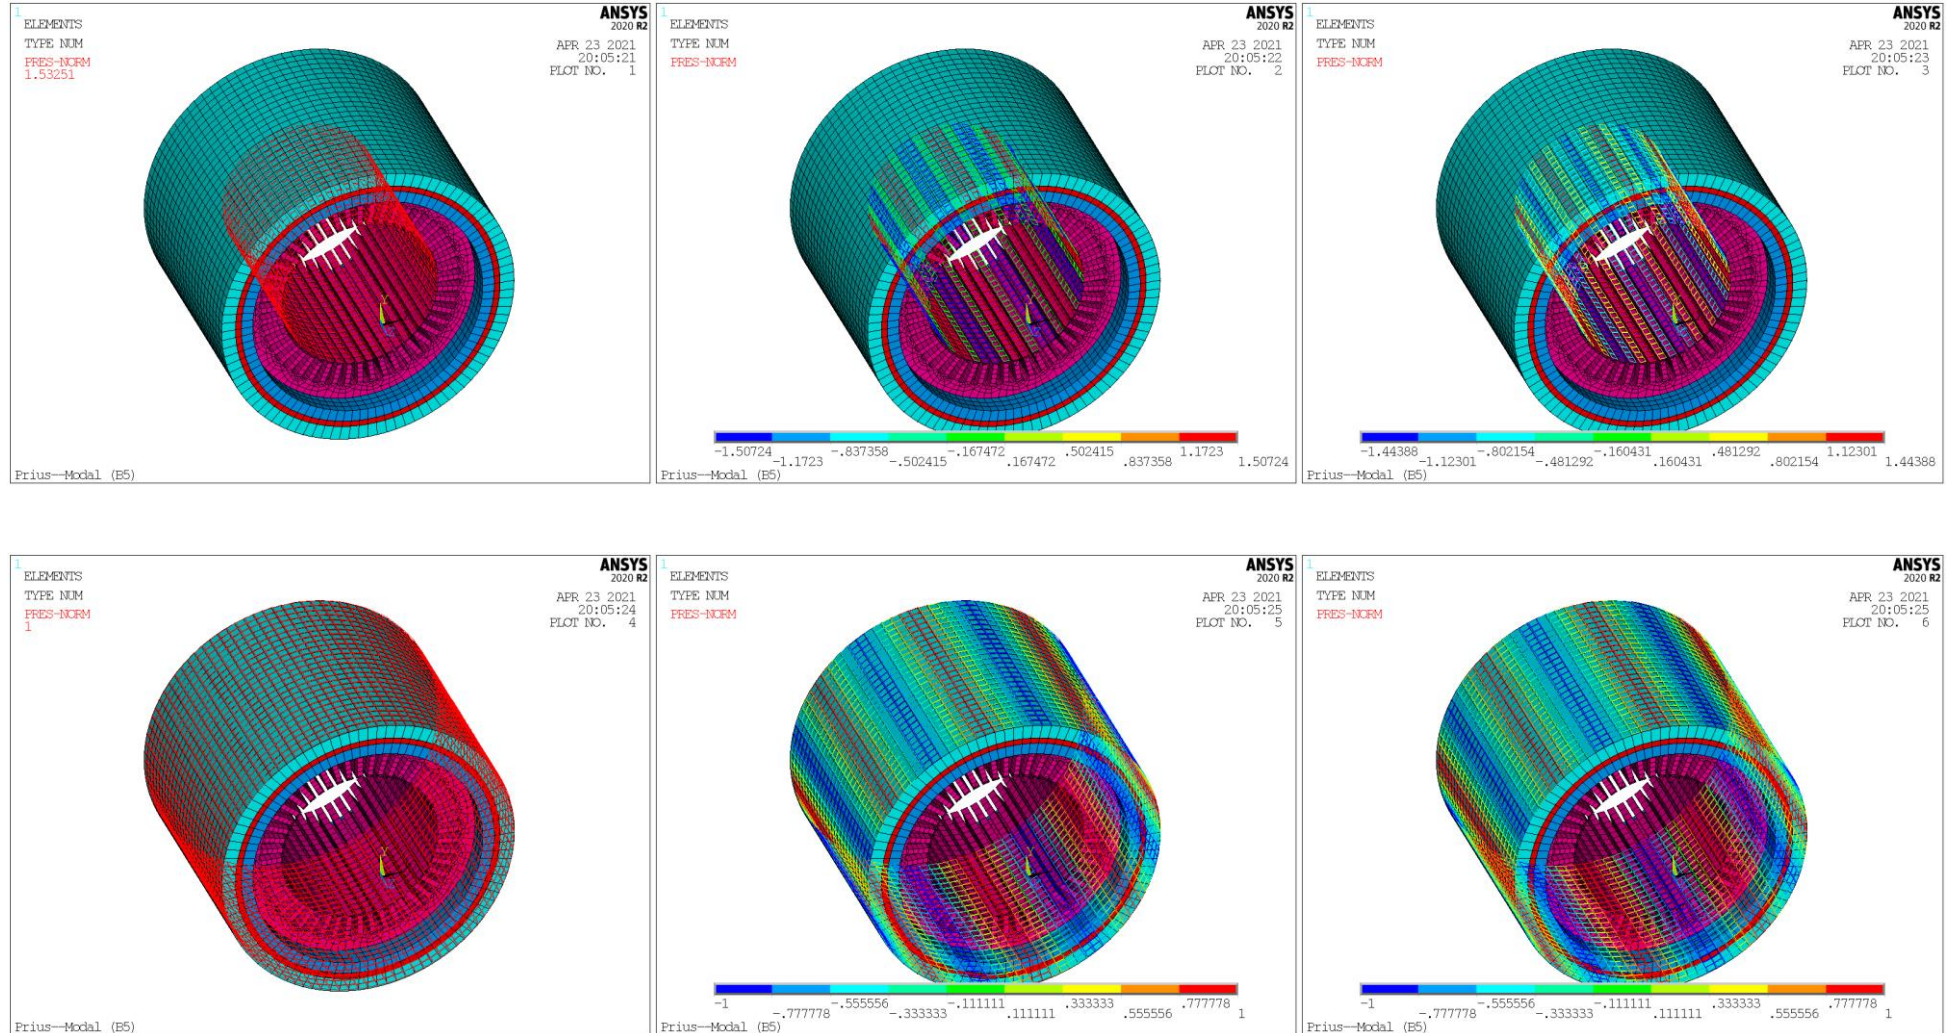 1
ELEMENTS
TYPE NUM
PRES-NORM
1.53251
ANSYS
2020 R2
APR 23 2021
20:05:21
PLOT NO. 1
Prius--Modal (B5)
1
ELEMENTS
TYPE NUM
PRES-NORM
ANSYS
2020 R2
APR 23 2021
20:05:22
PLOT NO. 2
-1.50724 -.837358 -.167472 .502415 1.1723
-1.1723 -.502415 .167472 .837358 1.50724
Prius--Modal (B5)
1
ELEMENTS
TYPE NUM
PRES-NORM
ANSYS
2020 R2
APR 23 2021
20:05:23
PLOT NO. 3
-1.44388 -.802154 -.160431 .481292 1.12301
-1.12301 -.481292 .160431 .802154 1.44388
Prius--Modal (B5)
1
ELEMENTS
TYPE NUM
PRES-NORM
1
ANSYS
2020 R2
APR 23 2021
20:05:24
PLOT NO. 4
Y
Prius--Modal (B5)
1
ELEMENTS
TYPE NUM
PRES-NORM
ANSYS
2020 R2
APR 23 2021
20:05:25
PLOT NO. 5
-1 -.555556 -.111111 .333333 .777778
-.777778 -.333333 .111111 .555556 1
Prius--Modal (B5)
1
ELEMENTS
TYPE NUM
PRES-NORM
ANSYS
2020 R2
APR 23 2021
20:05:25
PLOT NO. 6
-1 -.555556 -.111111 .333333 .777778
-.777778 -.333333 .111111 .555556 1
Prius--Modal (B5)